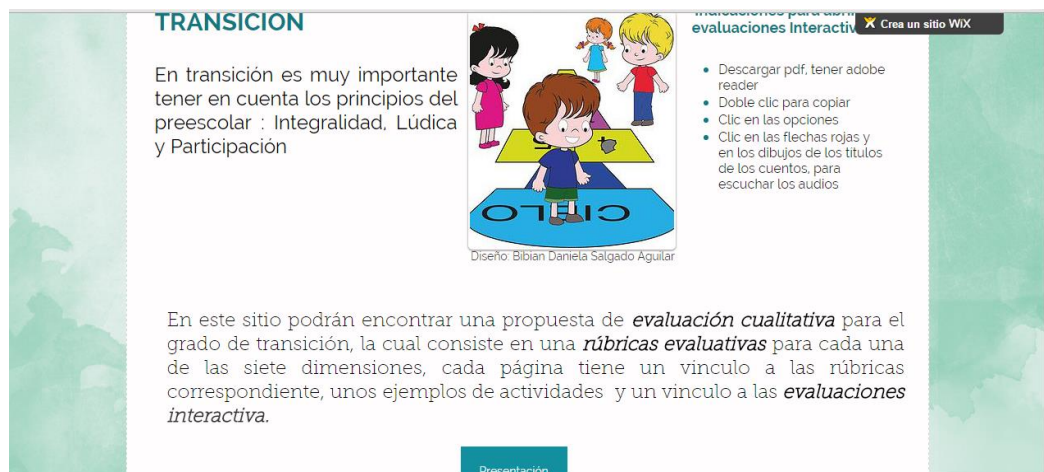 TRANSICIÓN
En transición es muy importante
tener en cuenta los principios del
preescolar : Integralidad, Lúdica
y Participación
CIELO
Diseño: Bibian Daniela Salgado Aguilar
Indicaciones para
evaluaciones
Crea un sitio WiX
Descargar pdf, tener adobe
reader
Doble clic para copiar
Clic en las opciones
Clic en las flechas rojas y
en los dibujos de los títulos
de los cuentos, para
escuchar los audios
En este sitio podrán encontrar una propuesta de evaluación cualitativa para el
grado de transición, la cual consiste en una rúbricas evaluativas para cada una
de las siete dimensiones, cada página tiene un vinculo a las rúbricas
correspondiente, unos ejemplos de actividades y un vinculo a las evaluaciones
interactiva.
Presentación